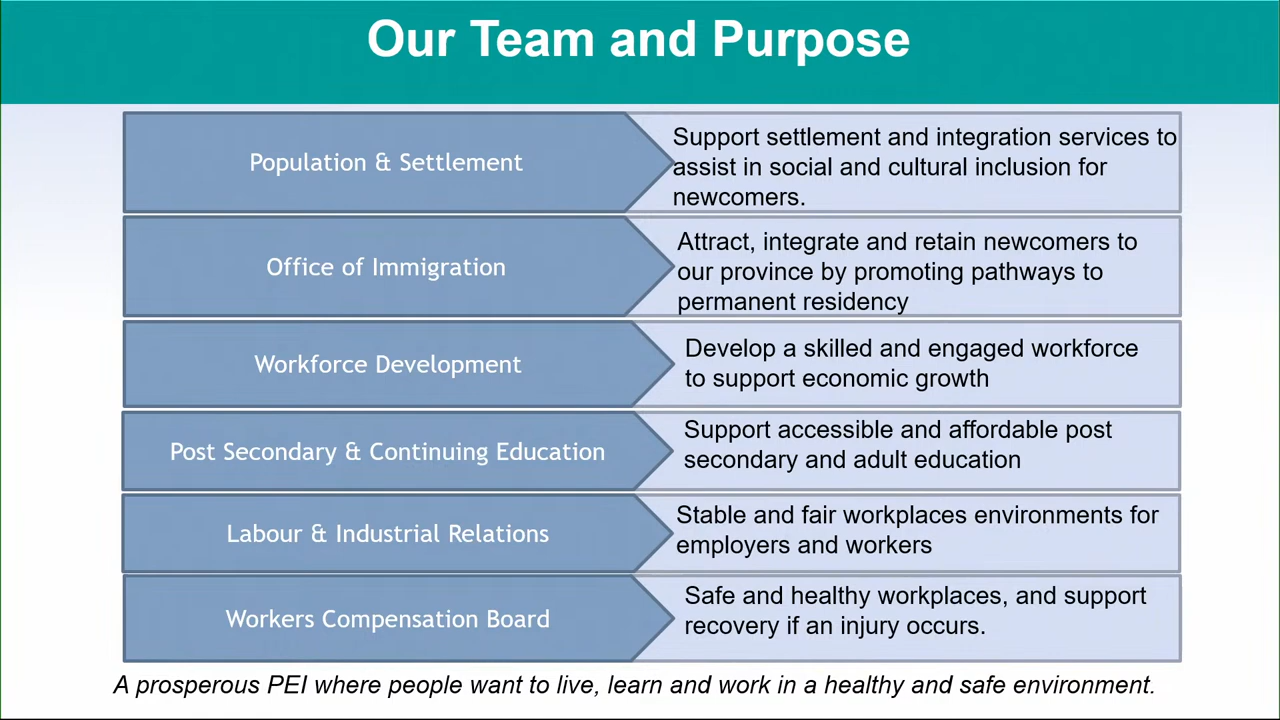 Our Team and Purpose
Population & Settlement
Support settlement and integration services to
assist in social and cultural inclusion for
newcomers.
Office of Immigration
Attract, integrate and retain newcomers to
our province by promoting pathways to
permanent residency
Workforce Development
Develop a skilled and engaged workforce
to support economic growth
Post Secondary & Continuing Education
Support accessible and affordable post
secondary and adult education
Labour & Industrial Relations
Stable and fair workplaces environments for
employers and workers
Workers Compensation Board
Safe and healthy workplaces, and support
recovery if an injury occurs.
A prosperous PEI where people want to live, learn and work in a healthy and safe environment.